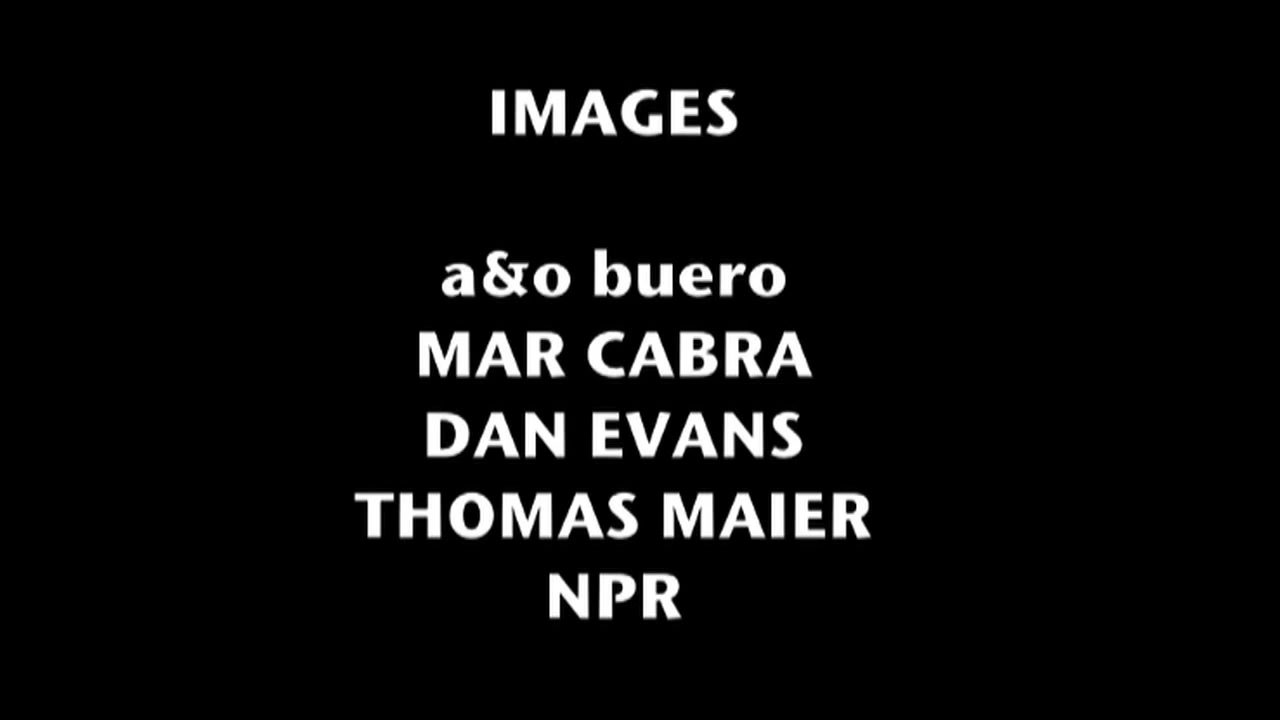 IMAGES
a&o buero
MAR CABRA
DAN EVANS
THOMAS MAIER
NPR